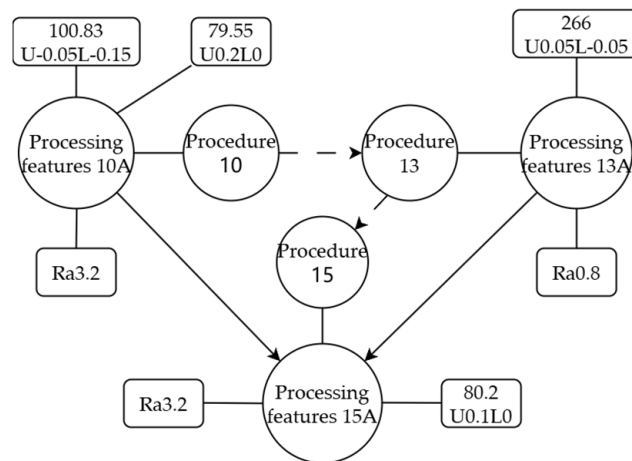 100.83
U-0.05L-0.15
79.55
U0.2L0
266
U0.05L-0.05
Processing
features 10A
Procedure
10
Procedure
13
Processing
features 13A
Ra3.2
Procedure
15
Ra0.8
Ra3.2
Processing
features 15A
80.2
U0.1L0